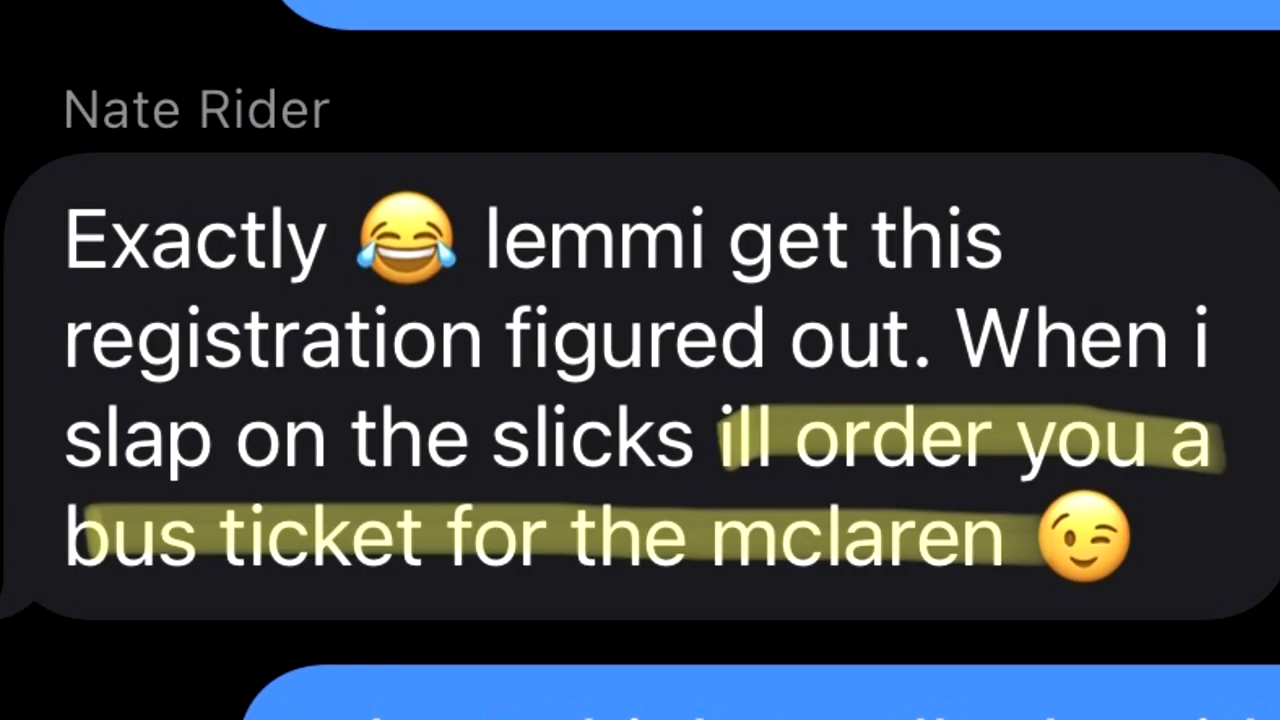 Nate Rider
Exactly 😂 lemmi get this
registration figured out. When i
slap on the slicks ill order you a
bus ticket for the mclaren 😉